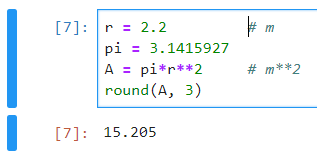 [7]: r = 2.2 # m
pi = 3.1415927
A = pi*r**2 # m**2
round(A, 3)
[7]: 15.205